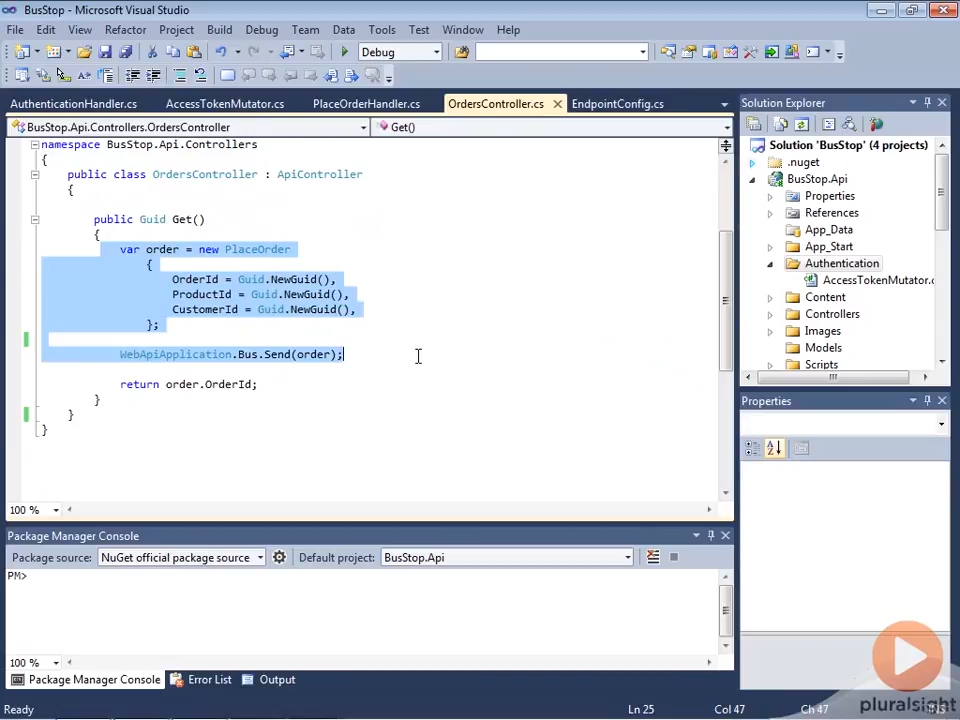 BusStop - Microsoft Visual Studio
File Edit View Refactor Project Build Debug Team Data Tools Test Window Help
Debug
AuthenticationHandler.cs AccessTokenMutator.cs PlaceOrderHandler.cs OrdersController.cs EndpointConfig.cs
BusStop.Api.Controllers.OrdersController Get()
namespace BusStop.Api.Controllers
{
public class OrdersController : ApiController
{
public Guid Get()
{
var order = new PlaceOrder
{
OrderId = Guid.NewGuid(),
ProductId = Guid.NewGuid(),
CustomerId = Guid.NewGuid(),
};
WebApiApplication.Bus.Send(order);
return order.OrderId;
}
}
}
100 %
Solution Explorer
Solution 'BusStop' (4 projects)
.nuget
BusStop.Api
Properties
References
App_Data
App_Start
Authentication
AccessTokenMutator.c
Content
Controllers
Images
Models
Scripts
Properties
Package Manager Console
Package source: NuGet official package source Default project: BusStop.Api
PM>
100 %
Package Manager Console Error List Output
Ready Ln 25 Col 47 Ch 47 INS
pluralsight